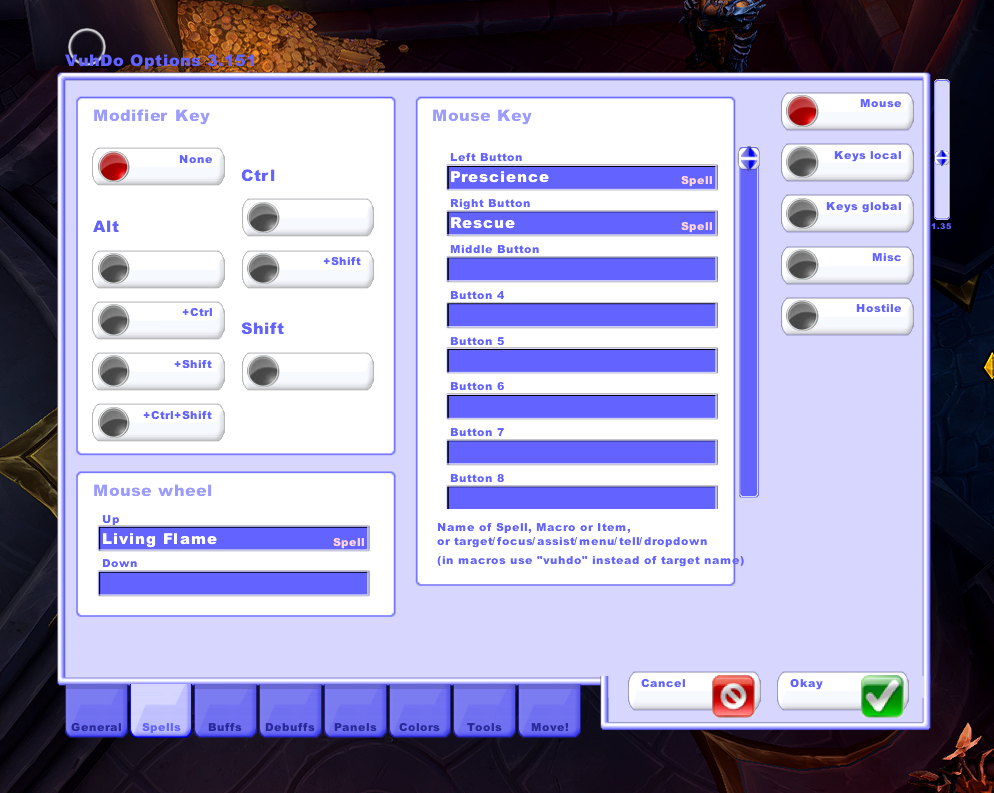 VuhDo Options 3.151
Modifier Key
None
Ctrl
Alt
+Shift
+Ctrl
Shift
+Shift
+Ctrl+Shift
Mouse wheel
Up
Living Flame Spell
Down
Mouse Key
Left Button
Prescience Spell
Right Button
Rescue Spell
Middle Button
Button 4
Button 5
Button 6
Button 7
Button 8
Name of Spell, Macro or Item,
or target/focus/assist/menu/tell/dropdown
(in macros use "vuhdo" instead of target name)
Mouse
Keys local
Keys global
Misc
Hostile
1.35
Cancel
Okay
General Spells Buffs Debuffs Panels Colors Tools Move!